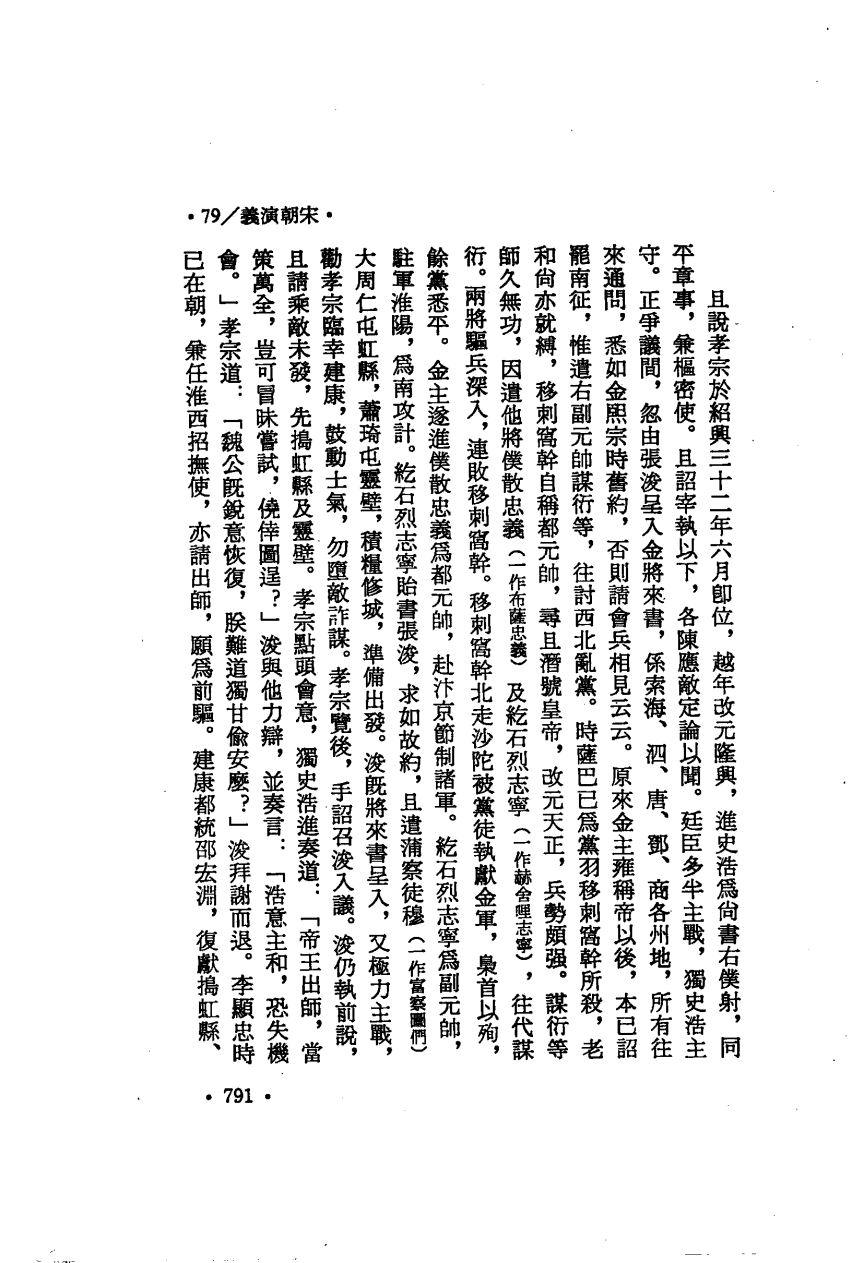 •79／義演朝宋•
且說孝宗於紹興三十二年六月卽位，越年改元隆興，進史浩爲尙書右僕射，同
平章事，兼樞密使。且詔宰執以下，各陳應敵定論以聞。廷臣多半主戰，獨史浩主
守。正爭議間，忽由張浚呈入金將來書，係索海、泗、唐、鄧、商各州地，所有往
來通問，悉如金熙宗時舊約，否則請會兵相見云云。原來金主雍稱帝以後，本已詔
罷南征，惟遣右副元帥謀衍等，往討西北亂黨。時薩巴已爲黨羽移剌窩幹所殺，老
和尙亦就縛，移剌窩幹自稱都元帥，尋且潛號皇帝，改元天正，兵勢頗强。謀衍等
師久無功，因遣他將僕散忠義（一作布薩忠義）及紇石烈志寧（一作赫舍哩志寧），往代謀
衍。兩將驅兵深入，連敗移剌窩幹。移剌窩幹北走沙陀被黨徒執獻金軍，梟首以殉，
餘黨悉平。金主遂進僕散忠義爲都元帥，赴汴京節制諸軍。紇石烈志寧爲副元帥，
駐軍淮陽，爲南攻計。紇石烈志寧貽書張浚，求如故約，且遣蒲察徒穆（一作富察圖們）
大周仁屯虹縣，蕭琦屯靈壁，積糧修城，準備出發。浚旣將來書呈入，又極力主戰，
勸孝宗臨幸建康，鼓動士氣，勿墮敵詐謀。孝宗覽後，手詔召浚入議。浚仍執前說，
且請乘敵未發，先搗虹縣及靈壁。孝宗點頭會意，獨史浩進奏道：「帝王出師，當
策萬全，豈可冒昧嘗試，僥倖圖逞？」浚與他力辯，並奏言：「浩意主和，恐失機
會。」孝宗道：「魏公旣銳意恢復，朕難道獨甘偸安麼？」浚拜謝而退。李顯忠時
已在朝，兼任淮西招撫使，亦請出師，願爲前驅。建康都統邵宏淵，復獻搗虹縣、
•791•